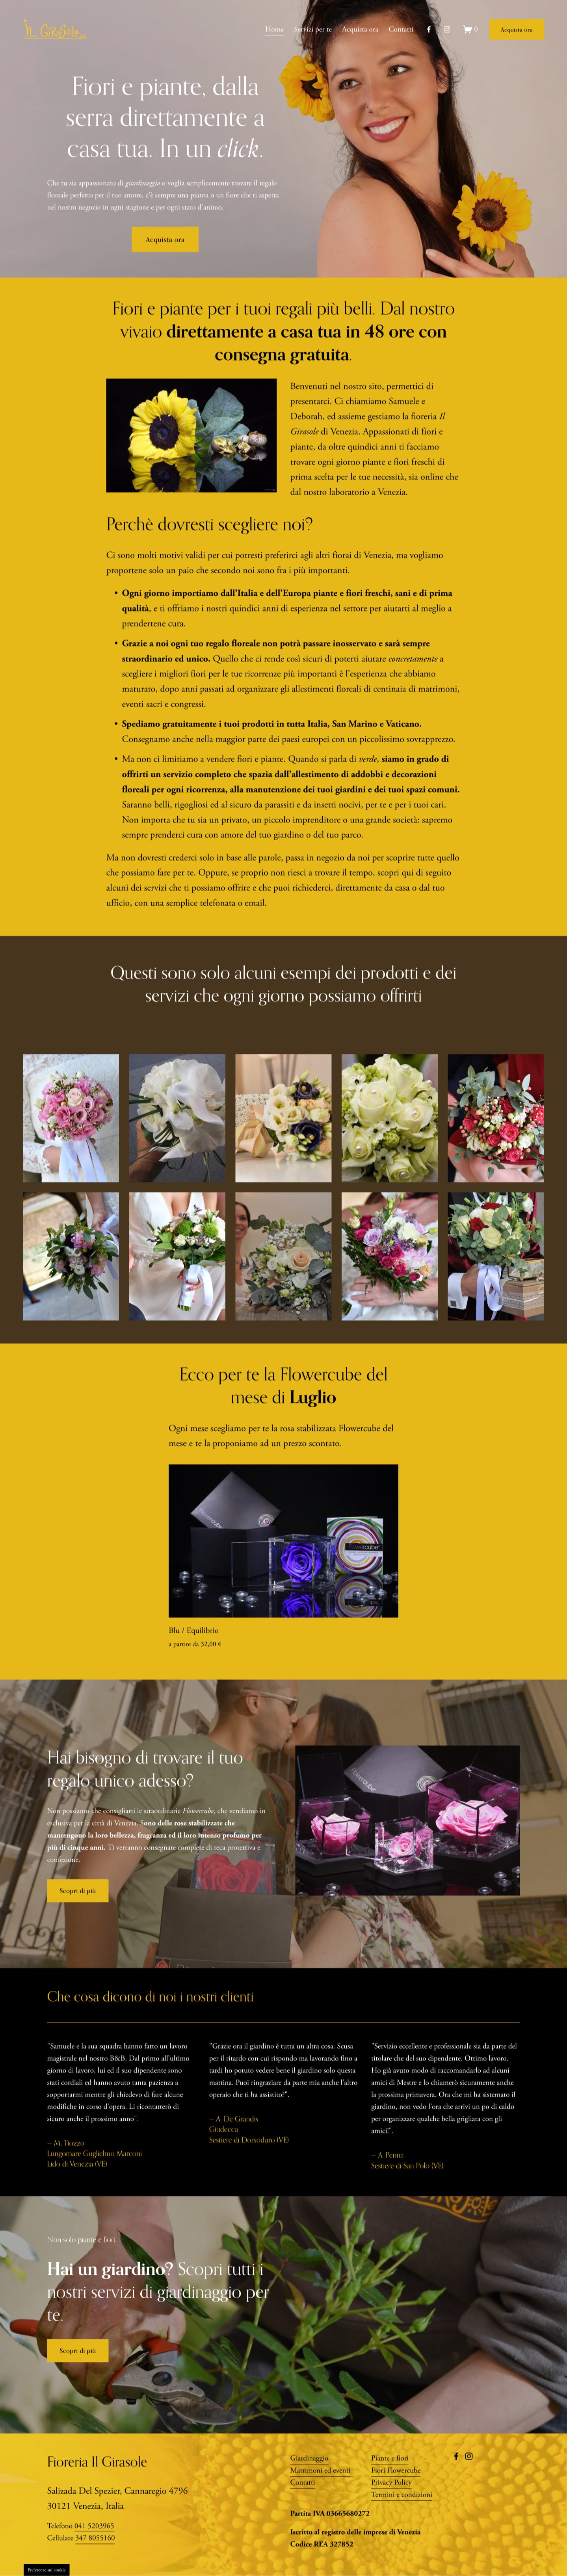 Il Girasole
Home Servizi per te Acquista ora Contatti 0 Acquista ora
Fiori e piante, dalla
serra direttamente a
casa tua. In un click.
Che tu sia appassionato di giardinaggio o voglia semplicemente trovare il regalo
floreale perfetto per il tuo amore, c'è sempre una pianta o un fiore che ti aspetta
nel nostro negozio in ogni stagione e per ogni stato d'animo.
Acquista ora
Fiori e piante per i tuoi regali più belli. Dal nostro
vivaio direttamente a casa tua in 48 ore con
consegna gratuita.
Benvenuti nel nostro sito, permettici di
presentarci. Ci chiamiamo Samuele e
Deborah, ed assieme gestiamo la fioreria Il
Girasole di Venezia. Appassionati di fiori e
piante, da oltre quindici anni ti facciamo
trovare ogni giorno piante e fiori freschi di
prima scelta per le tue necessità, sia online che
dal nostro laboratorio a Venezia.
Perchè dovresti scegliere noi?
Ci sono molti motivi validi per cui potresti preferirci agli altri fiorai di Venezia, ma vogliamo
proportene solo un paio che secondo noi sono fra i più importanti.
• Ogni giorno importiamo dall'Italia e dell'Europa piante e fiori freschi, sani e di prima
qualità, e ti offriamo i nostri quindici anni di esperienza nel settore per aiutarti al meglio a
prendertene cura.
• Grazie a noi ogni tuo regalo floreale non potrà passare inosservato e sarà sempre
straordinario ed unico. Quello che ci rende così sicuri di poterti aiutare concretamente a
scegliere i migliori fiori per le tue ricorrenze più importanti è l'esperienza che abbiamo
maturato, dopo anni passati ad organizzare gli allestimenti floreali di centinaia di matrimoni,
eventi sacri e congressi.
• Spediamo gratuitamente i tuoi prodotti in tutta Italia, San Marino e Vaticano.
Consegnamo anche nella maggior parte dei paesi europei con un piccolissimo sovrapprezzo.
• Ma non ci limitiamo a vendere fiori e piante. Quando si parla di verde, siamo in grado di
offrirti un servizio completo che spazia dall'allestimento di addobbi e decorazioni
floreali per ogni ricorrenza, alla manutenzione dei tuoi giardini e dei tuoi spazi comuni.
Saranno belli, rigogliosi ed al sicuro da parassiti e da insetti nocivi, per te e per i tuoi cari.
Non importa che tu sia un privato, un piccolo imprenditore o una grande società: sapremo
sempre prenderci cura con amore del tuo giardino o del tuo parco.
Ma non dovresti crederci solo in base alle parole, passa in negozio da noi per scoprire tutte quello
che possiamo fare per te. Oppure, se proprio non riesci a trovare il tempo, scopri qui di seguito
alcuni dei servizi che ti possiamo offrire e che puoi richiederci, direttamente da casa o dal tuo
ufficio, con una semplice telefonata o email.
Questi sono solo alcuni esempi dei prodotti e dei
servizi che ogni giorno possiamo offrirti
Ecco per te la Flowercube del
mese di Luglio
Ogni mese scegliamo per te la rosa stabilizzata Flowercube del
mese e te la proponiamo ad un prezzo scontato.
Blu / Equilibrio
a partire da 32,00 €
Hai bisogno di trovare il tuo
regalo unico adesso?
Non possiamo che consigliarti le straordinarie Flowercube, che vendiamo in
esclusiva per la città di Venezia. Sono delle rose stabilizzate che
mantengono la loro bellezza, fragranza ed il loro intenso profumo per
più di cinque anni. Ti verranno consegnate complete di teca protettiva e
confezione.
Scopri di più
Che cosa dicono di noi i nostri clienti
"Samuele e la sua squadra hanno fatto un lavoro
magistrale nel nostro B&B. Dal primo all'ultimo
giorno di lavoro, lui ed il suo dipendente sono
stati cordiali ed hanno avuto tanta pazienza a
sopportarmi mentre gli chiedevo di fare alcune
modifiche in corso d'opera. Li ricontatterò di
sicuro anche il prossimo anno".
– M. Tiozzo
Lungomare Guglielmo Marconi
Lido di Venezia (VE)
"Grazie ora il giardino è tutta un altra cosa. Scusa
per il ritardo con cui rispondo ma lavorando fino a
tardi ho potuto vedere bene il giardino solo questa
mattina. Puoi ringraziare da parte mia anche l'altro
operaio che ti ha assistito?".
– A. De Grandis
Giudecca
Sestiere di Dorsoduro (VE)
"Servizio eccellente e professionale sia da parte del
titolare che del suo dipendente. Ottimo lavoro.
Ho già avuto modo di raccomandarlo ad alcuni
amici di Mestre e lo chiamerò sicuramente anche
la prossima primavera. Ora che mi ha sistemato il
giardino, non vedo l'ora che arrivi un po di caldo
per organizzare qualche bella grigliata con gli
amici!".
– A. Penna
Sestiere di San Polo (VE)
Non solo piante e fiori
Hai un giardino? Scopri tutti i
nostri servizi di giardinaggio per
te.
Scopri di più
Fioreria Il Girasole
Salizada Del Spezier, Cannaregio 4796
30121 Venezia, Italia
Telefono 041 5203965
Cellulare 347 8055160
Giardinaggio
Matrimoni ed eventi
Contatti
Piante e fiori
Fiori Flowercube
Privacy Policy
Termini e condizioni
Partita IVA 03665680272
Iscritto al registro delle imprese di Venezia
Codice REA 327852
Preferenze sui cookie